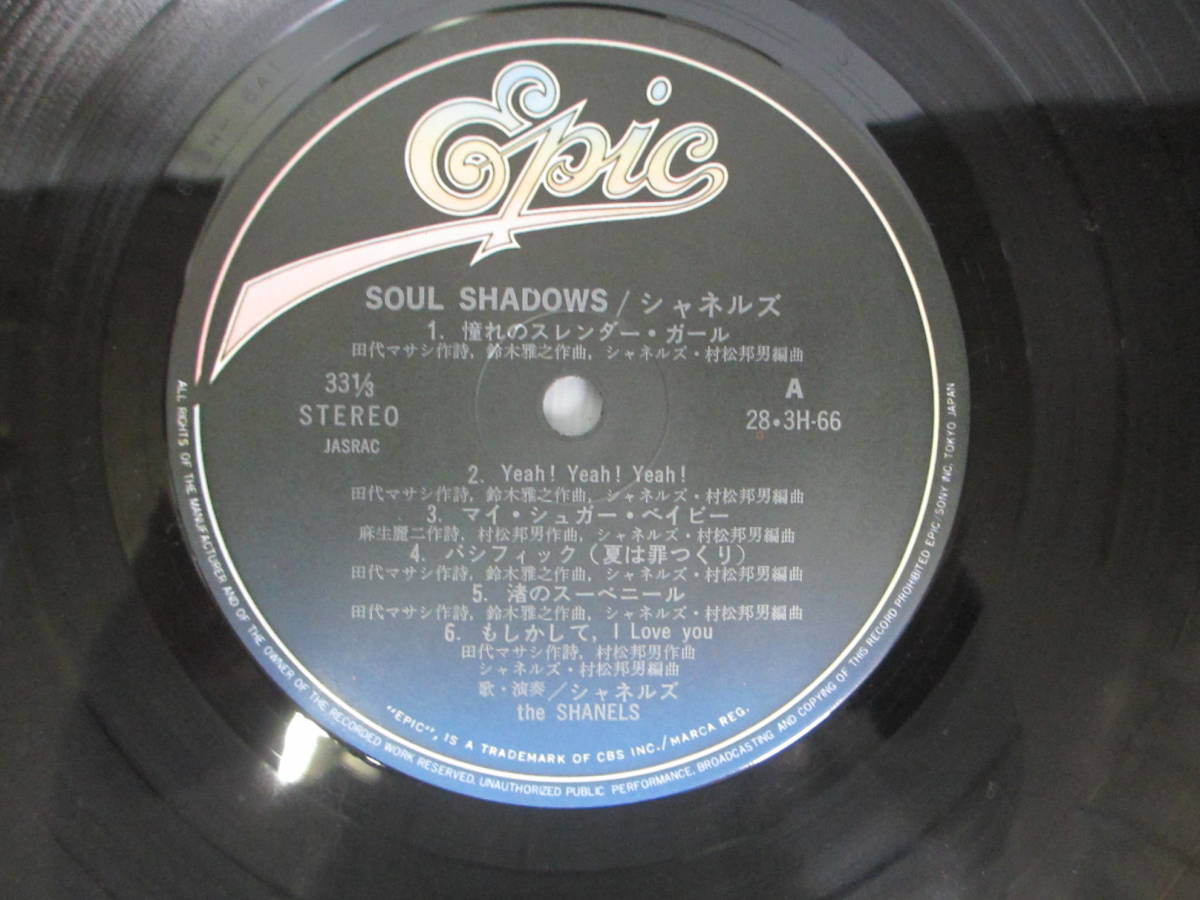 Epic
SOUL SHADOWS / シャネルズ
1. 憧れのスレンダー・ガール
田代マサシ作詩, 鈴木雅之作曲, シャネルズ・村松邦男編曲
33⅓
STEREO
JASRAC
A
28・3H-66
2. Yeah! Yeah! Yeah!
田代マサシ作詩, 鈴木雅之作曲, シャネルズ・村松邦男編曲
3. マイ・シュガー・ベイビー
麻生麗二作詩, 村松邦男作曲, シャネルズ・村松邦男編曲
4. パシフィック (夏は罪つくり)
田代マサシ作詩, 鈴木雅之作曲, シャネルズ・村松邦男編曲
5. 渚のスーベニール
田代マサシ作詩, 鈴木雅之作曲, シャネルズ・村松邦男編曲
6. もしかして, I Love you
田代マサシ作詩, 村松邦男作曲
シャネルズ・村松邦男編曲
歌・演奏/シャネルズ
the SHANELS
"EPIC", IS A TRADEMARK OF CBS INC./MARCA REG.
ALL RIGHTS OF THE MANUFACTURER AND OF THE OWNER OF THE RECORDED WORK RESERVED. UNAUTHORIZED PUBLIC PERFORMANCE, BROADCASTING AND COPYING OF THIS RECORD PROHIBITED EPIC/SONY INC. TOKYO JAPAN